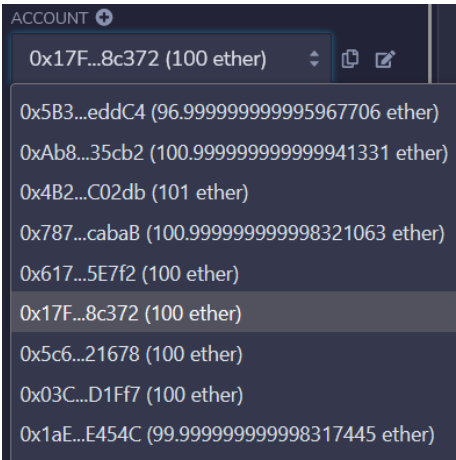 ACCOUNT
0x17F...8c372 (100 ether)
0x5B3...eddC4 (96.999999999995967706 ether)
0xAb8...35cb2 (100.999999999999941331 ether)
0x4B2...C02db (101 ether)
0x787...cabaB (100.999999999998321063 ether)
0x617...5E7f2 (100 ether)
0x17F...8c372 (100 ether)
0x5c6...21678 (100 ether)
0x03C...D1Ff7 (100 ether)
0x1aE...E454C (99.999999999998317445 ether)